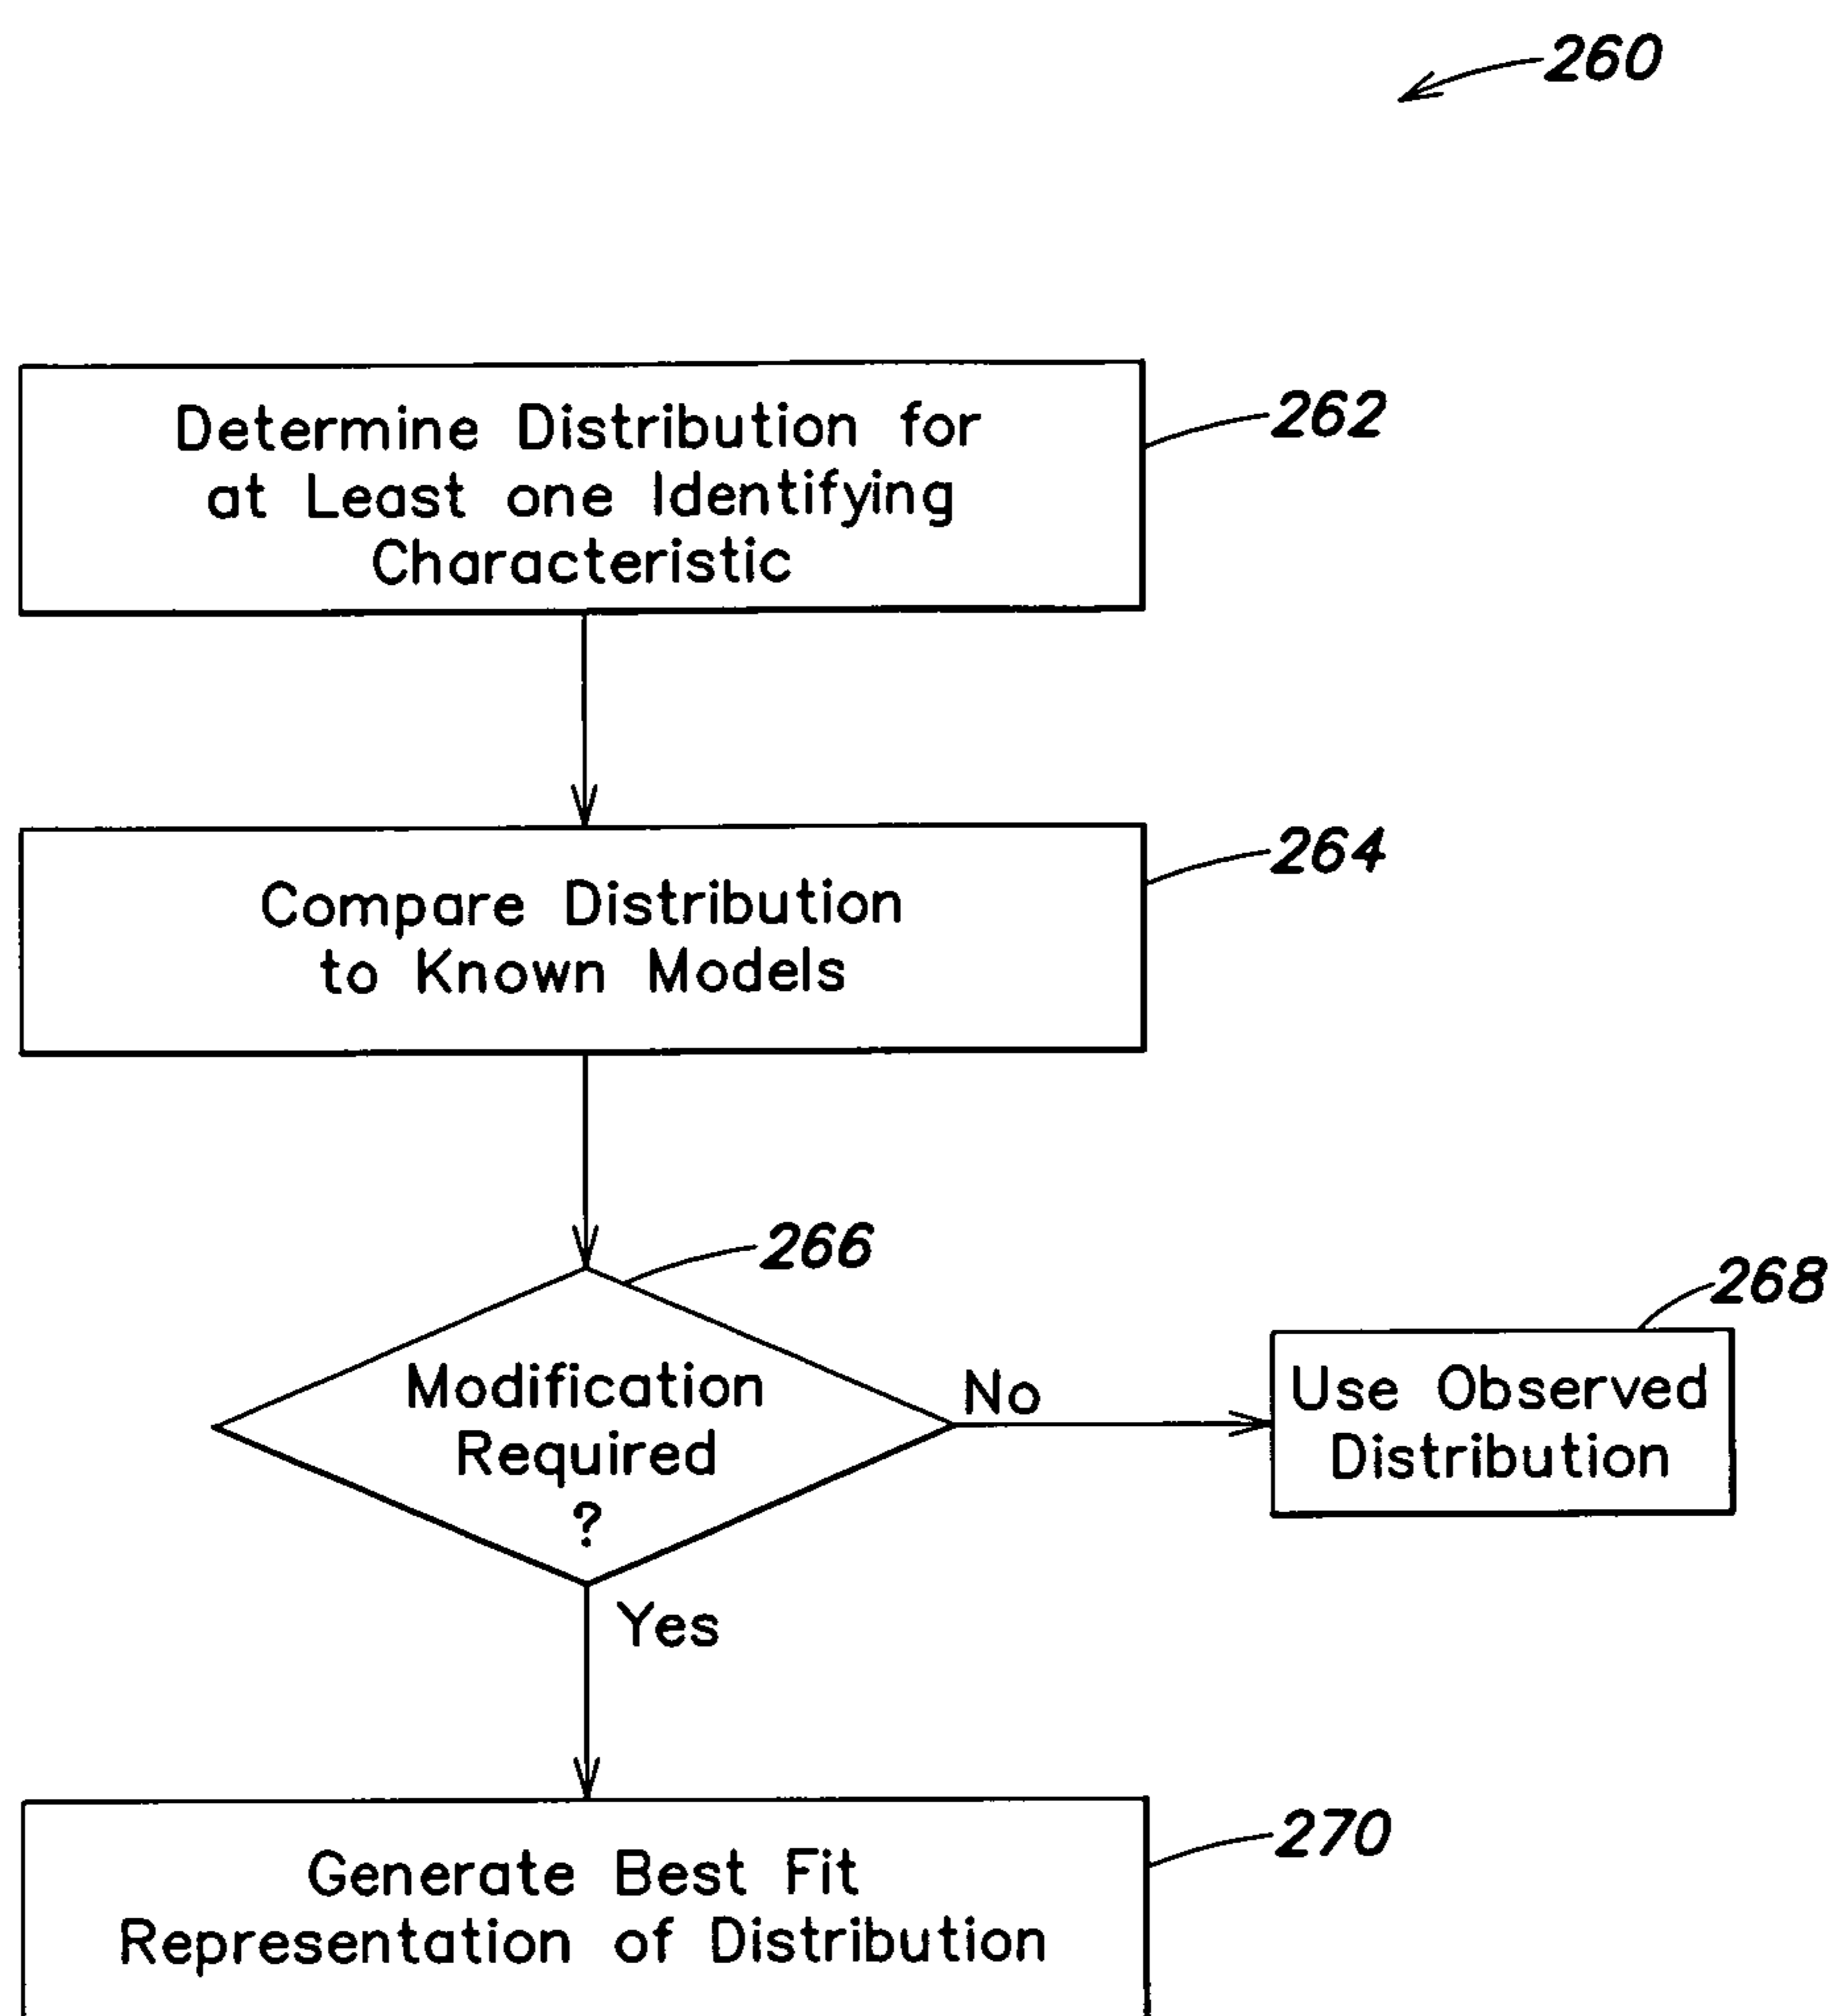 260
Determine Distribution for
at Least one Identifying
Characteristic
262
Compare Distribution
to Known Models
264
266
Modification
Required
?
No
268
Use Observed
Distribution
Yes
Generate Best Fit
Representation of Distribution
270